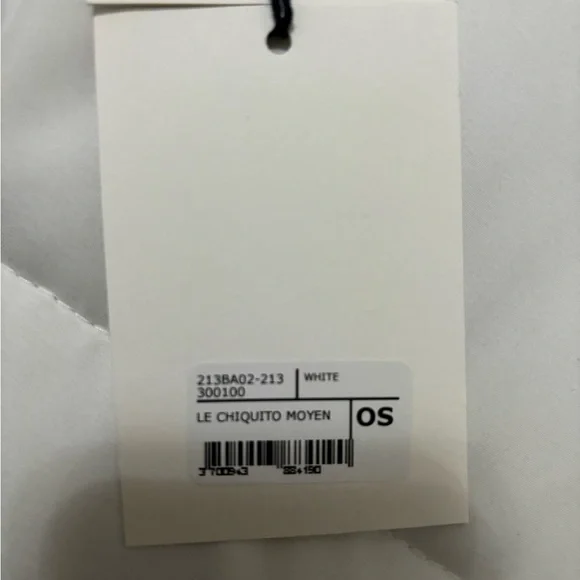 213BA02-213 WHITE
300100
LE CHIQUITO MOYEN OS